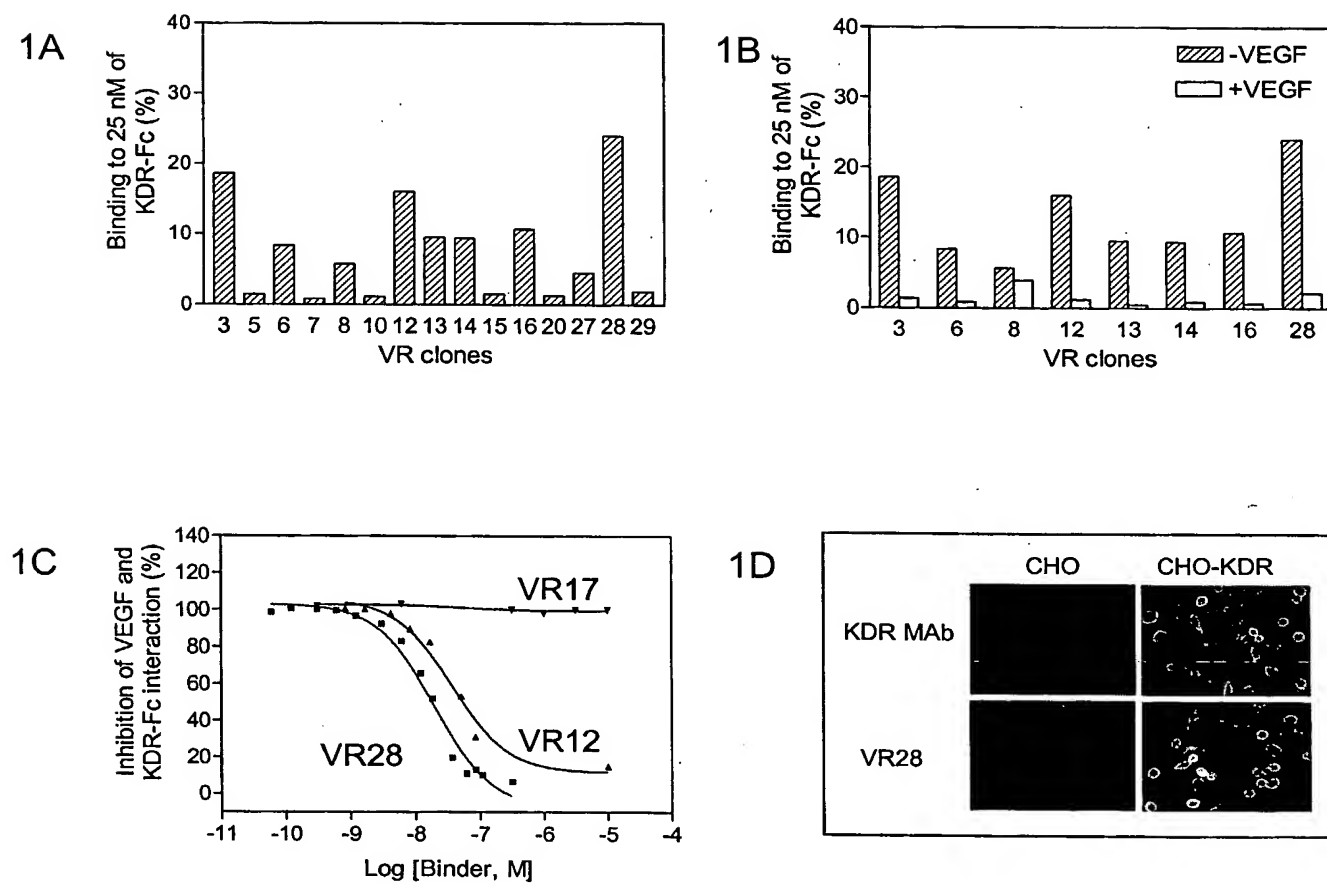 1A
Binding to 25 nM of
KDR-Fc (%)
40
30
20
10
0
3 5 6 7 8 10 12 13 14 15 16 20 27 28 29
VR clones
1B
Binding to 25 nM of
KDR-Fc (%)
40
30
20
10
0
-VEGF
+VEGF
3 6 8 12 13 14 16 28
VR clones
1C
Inhibition of VEGF and
KDR-Fc interaction (%)
140
120
100
80
60
40
20
0
VR17
VR12
VR28
-11 -10 -9 -8 -7 -6 -5 -4
Log [Binder, M]
1D
CHO CHO-KDR
KDR MAb
VR28